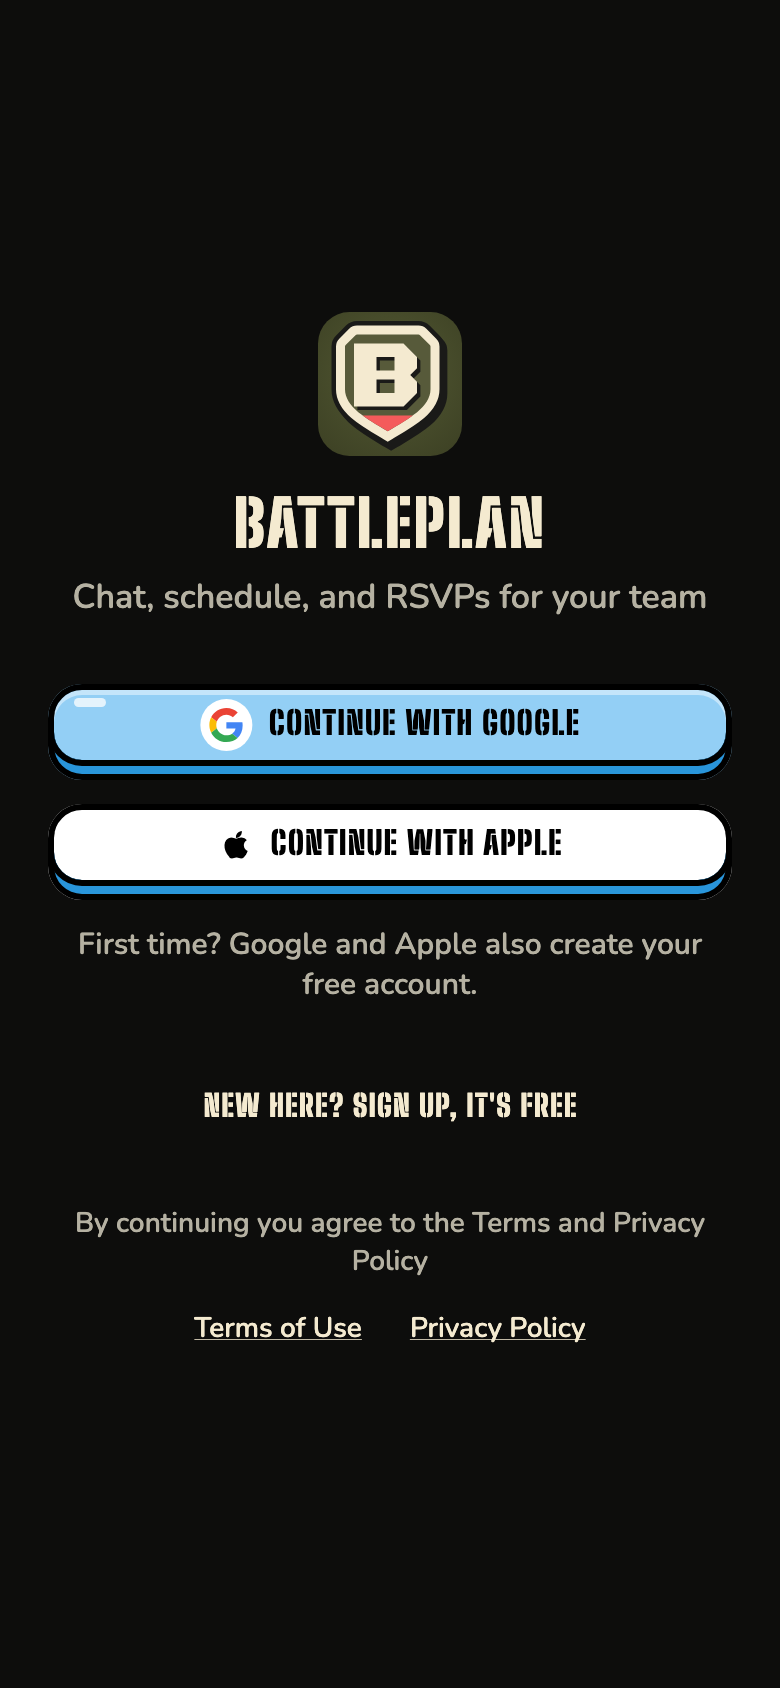 B
BATTLEPLAN
Chat, schedule, and RSVPs for your team
G CONTINUE WITH GOOGLE
CONTINUE WITH APPLE
First time? Google and Apple also create your
free account.
NEW HERE? SIGN UP, IT'S FREE
By continuing you agree to the Terms and Privacy
Policy
Terms of Use Privacy Policy